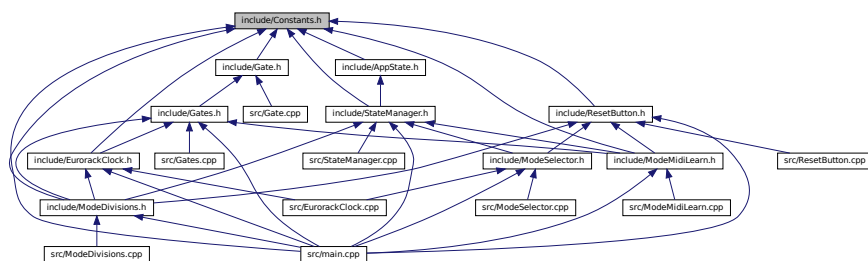 include/Constants.h
include/Gate.h
include/AppState.h
include/Gates.h
src/Gate.cpp
include/StateManager.h
include/ResetButton.h
include/EurorackClock.h
src/Gates.cpp
src/StateManager.cpp
include/ModeSelector.h
include/ModeMidiLearn.h
src/ResetButton.cpp
include/ModeDivisions.h
src/EurorackClock.cpp
src/ModeSelector.cpp
src/ModeMidiLearn.cpp
src/ModeDivisions.cpp
src/main.cpp